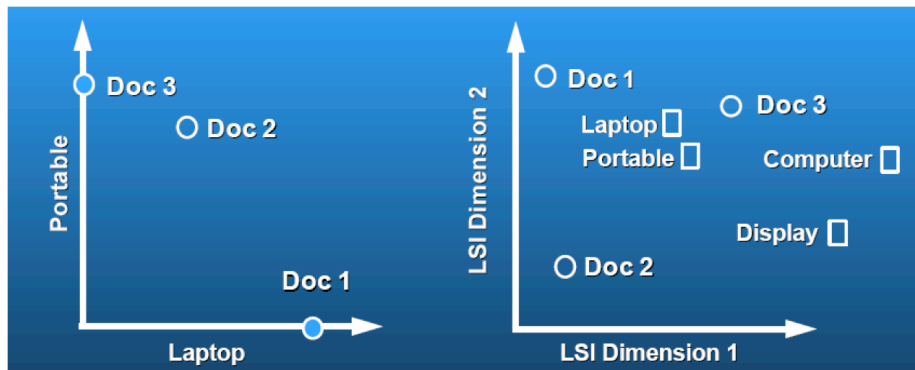 Portable
Doc 3
Doc 2
Doc 1
Laptop
LSI Dimension 2
Doc 1
Doc 3
Laptop
Portable
Computer
Display
Doc 2
LSI Dimension 1